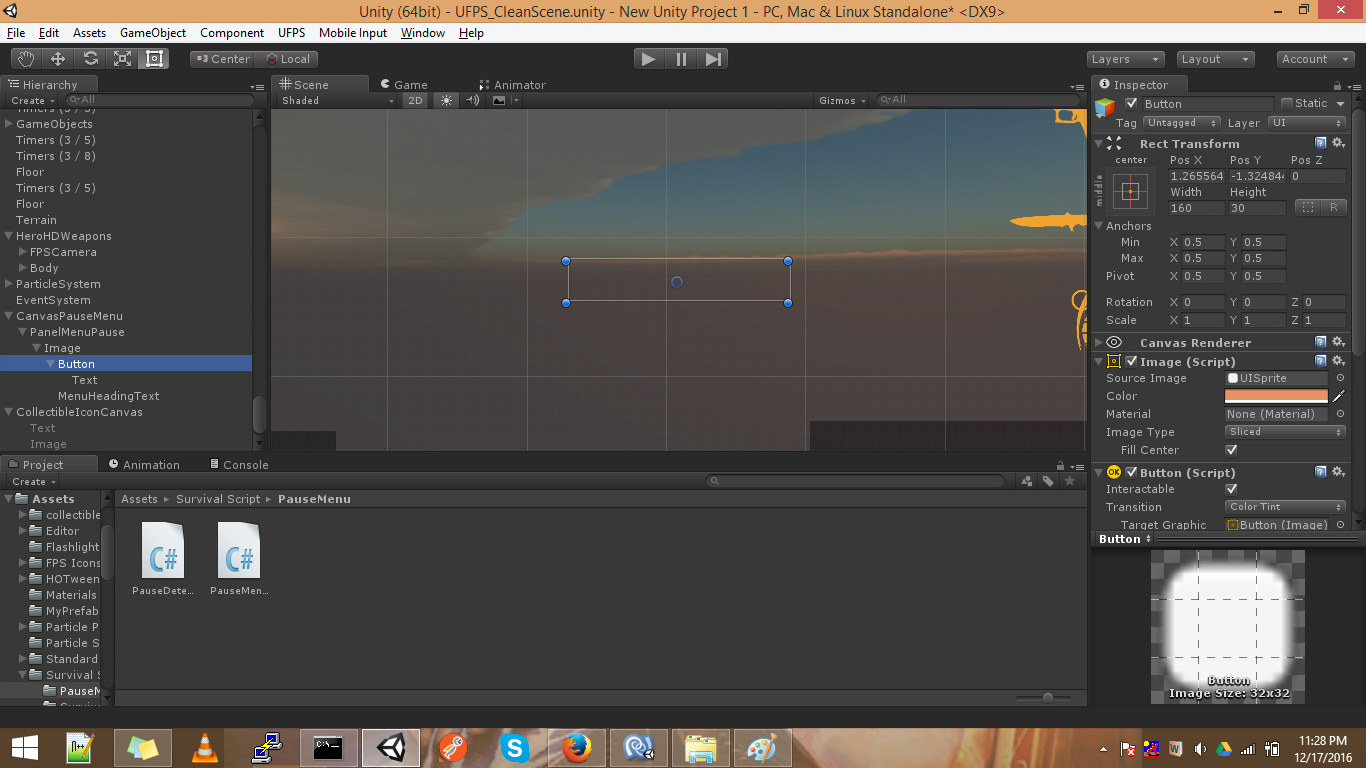 Unity (64bit) - UFPS_CleanScene.unity - New Unity Project 1 - PC, Mac & Linux Standalone* <DX9>
File Edit Assets GameObject Component UFPS Mobile Input Window Help
Center Local Layers Layout Account
Hierarchy
Create All
Timers (3 / 5)
GameObjects
Timers (3 / 5)
Timers (3 / 8)
Floor
Timers (3 / 5)
Floor
Terrain
HeroHDWeapons
FPSCamera
Body
ParticleSystem
EventSystem
CanvasPauseMenu
PanelMenuPause
Image
Button
Text
MenuHeadingText
CollectibleIconCanvas
Text
Image
Scene Game Animator
Shaded 2D Gizmos All
Inspector
Button Static
Tag Untagged Layer UI
Rect Transform
center Pos X Pos Y Pos Z
middle
1.265564 -1.324844 0
Width Height
160 30 R
Anchors
Min X 0.5 Y 0.5
Max X 0.5 Y 0.5
Pivot X 0.5 Y 0.5
Rotation X 0 Y 0 Z 0
Scale X 1 Y 1 Z 1
Canvas Renderer
Image (Script)
Source Image UISprite
Color
Material None (Material)
Image Type Sliced
Fill Center
OK Button (Script)
Interactable
Transition Color Tint
Target Graphic Button (Image)
Button
Button
Image Size: 32x32
Project Animation Console
Create
Assets
collectible
Editor
Flashlight
FPS Icons
HOTween
Materials
MyPrefab
Particle P
Particle S
Standard
Survival S
PauseM
Assets Survival Script PauseMenu
C# C#
PauseDete... PauseMen...
11:28 PM
12/17/2016